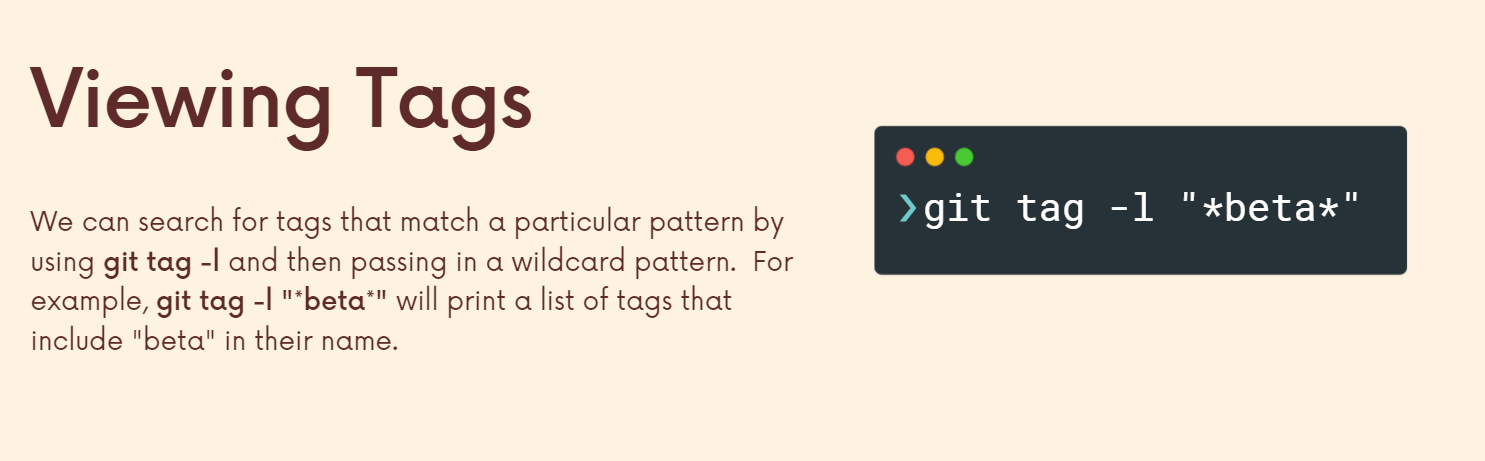 Viewing Tags
We can search for tags that match a particular pattern by
using git tag -l and then passing in a wildcard pattern.  For
example, git tag -l "*beta*" will print a list of tags that
include "beta" in their name.
❯git tag -l "*beta*"